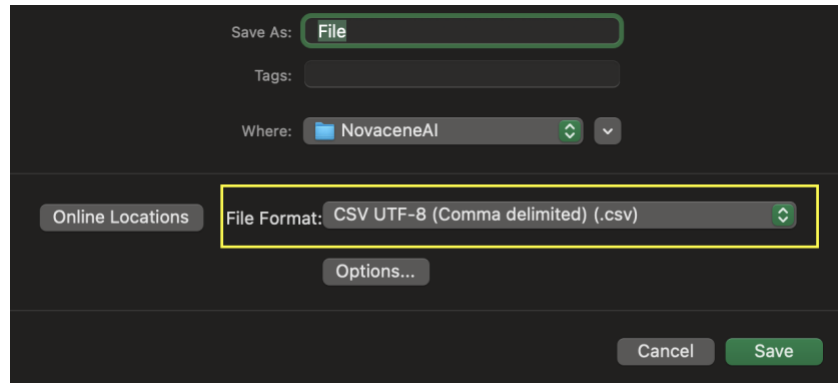 Save As: File
Tags:
Where: NovaceneAI
Online Locations File Format: CSV UTF-8 (Comma delimited) (.csv)
Options...
Cancel Save